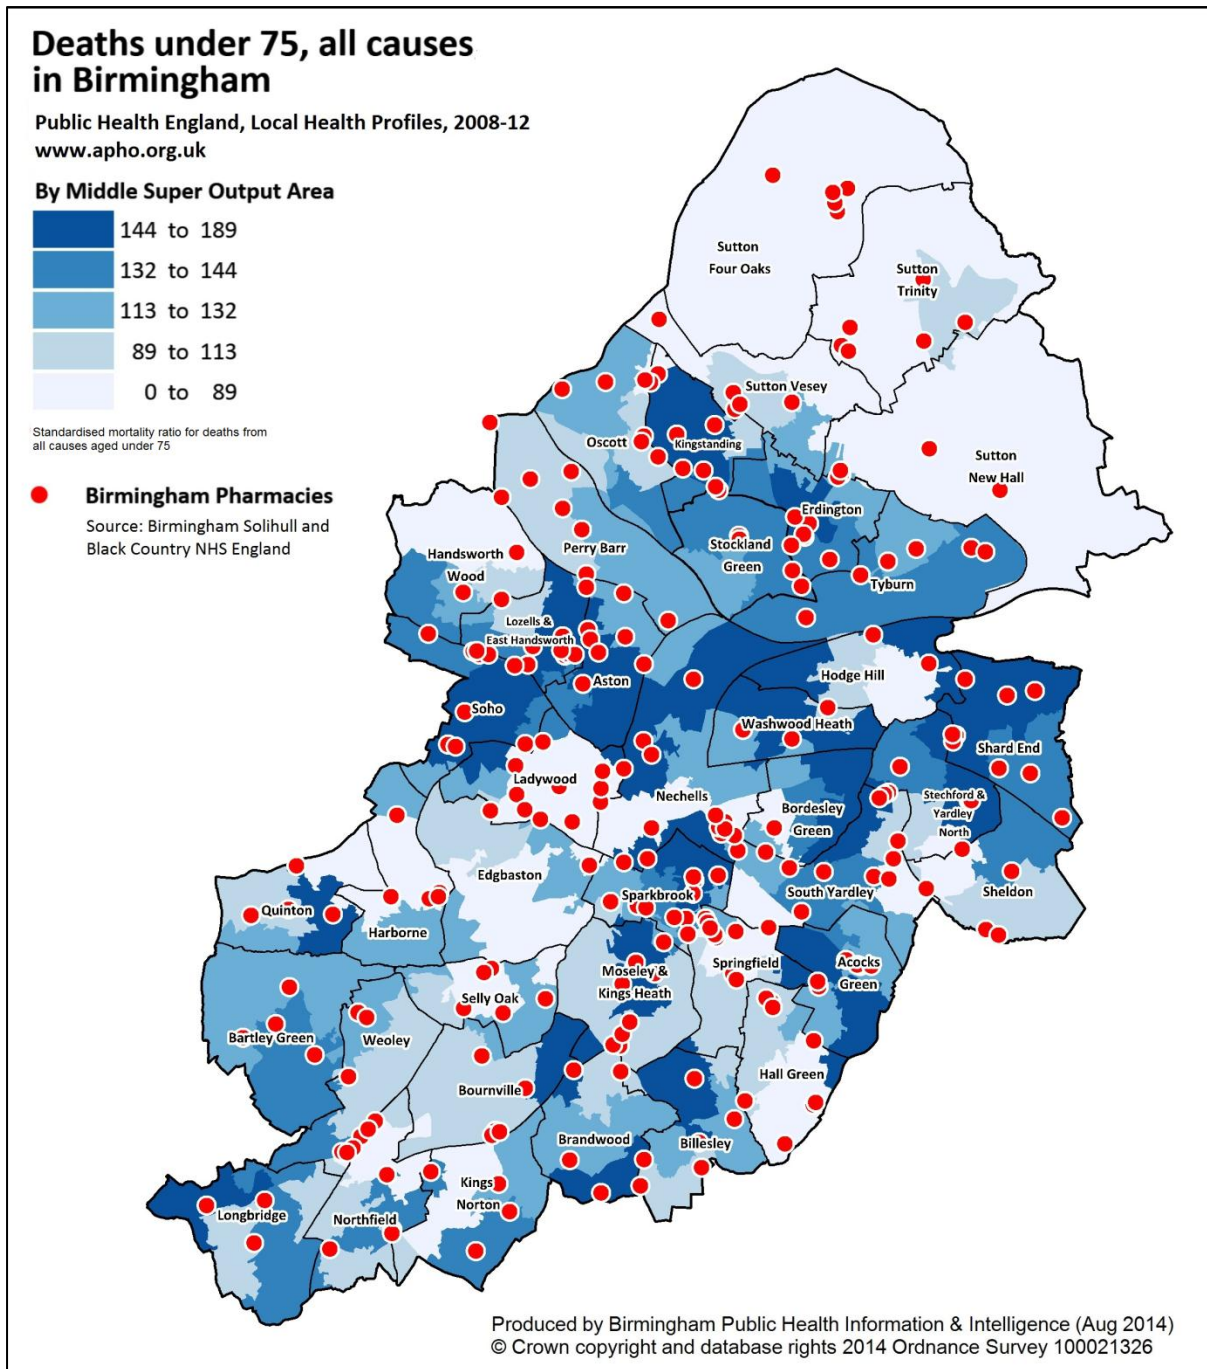 Deaths under 75, all causes
in Birmingham
Public Health England, Local Health Profiles, 2008-12
www.apho.org.uk
By Middle Super Output Area
144 to 189
132 to 144
113 to 132
89 to 113
0 to 89
Standardised mortality ratio for deaths from
all causes aged under 75
Birmingham Pharmacies
Source: Birmingham Solihull and
Black Country NHS England
Sutton
Four Oaks
Sutton
Trinity
Sutton Vesey
Oscott
Kingstanding
Sutton
New Hall
Erdington
Handsworth
Wood
Perry Barr
Stockland
Green
Tyburn
Lozells &
East Handsworth
Aston
Hodge Hill
Soho
Washwood Heath
Shard End
Ladywood
Nechells
Stechford &
Yardley
North
Bordesley
Green
Edgbaston
Sparkbrook
South Yardley
Sheldon
Quinton
Harborne
Springfield
Acocks
Green
Moseley &
Kings Heath
Selly Oak
Bartley Green
Weoley
Hall Green
Bournville
Brandwood
Billesley
Kings
Norton
Longbridge
Northfield
Produced by Birmingham Public Health Information & Intelligence (Aug 2014)
© Crown copyright and database rights 2014 Ordnance Survey 100021326